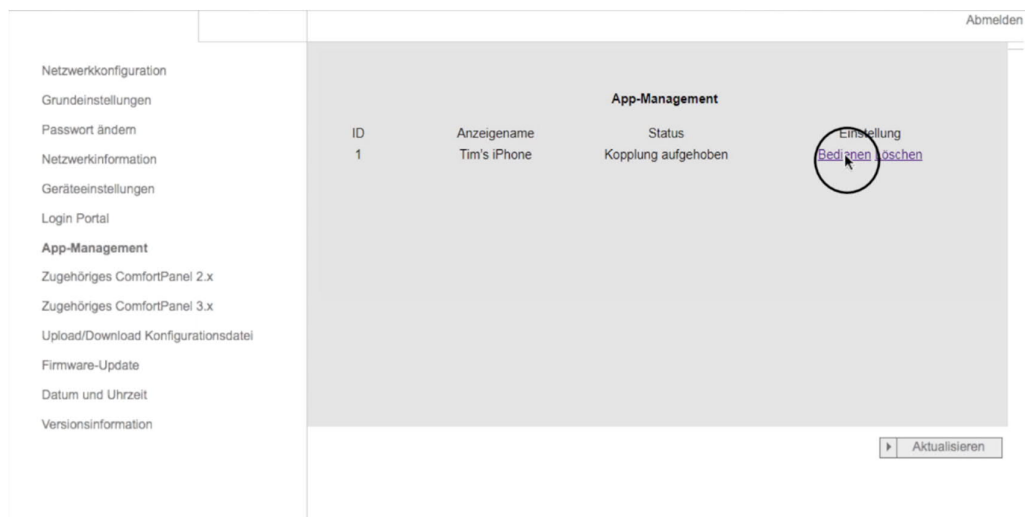 Abmelden
Netzwerkkonfiguration
Grundeinstellungen
Passwort ändern
Netzwerkinformation
Geräteeinstellungen
Login Portal
App-Management
Zugehöriges ComfortPanel 2.x
Zugehöriges ComfortPanel 3.x
Upload/Download Konfigurationsdatei
Firmware-Update
Datum und Uhrzeit
Versionsinformation
App-Management
ID Anzeigename Status Einstellung
1 Tim's iPhone Kopplung aufgehoben Bedienen Löschen
Aktualisieren